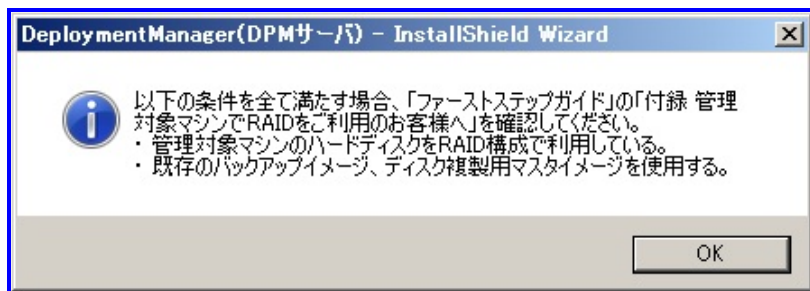 DeploymentManager(DPMサーバ) - InstallShield Wizard
以下の条件を全て満たす場合、「ファーストステップガイド」の「付録 管理
対象マシンでRAIDをご利用のお客様へ」を確認してください。
・ 管理対象マシンのハードディスクをRAID構成で利用している。
・ 既存のバックアップイメージ、ディスク複製用マスタイメージを使用する。
OK